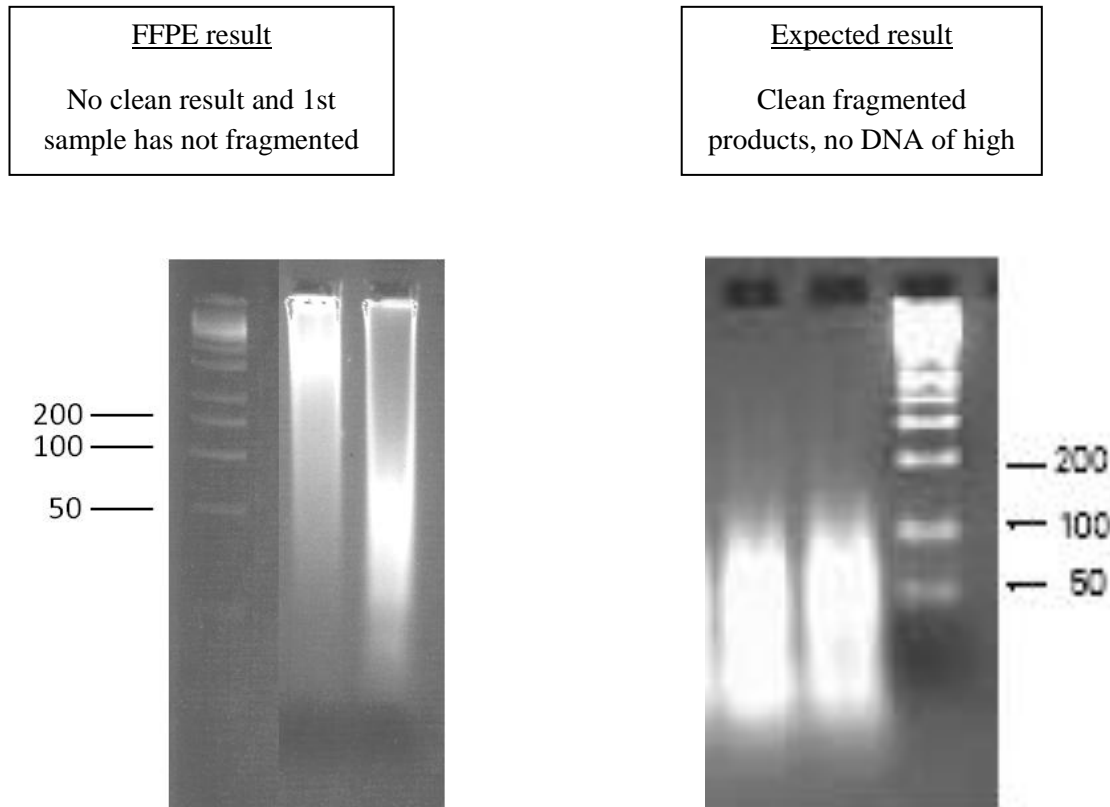 FFPE result
No clean result and 1st
sample has not fragmented
Expected result
Clean fragmented
products, no DNA of high
200
100
50
200
100
50